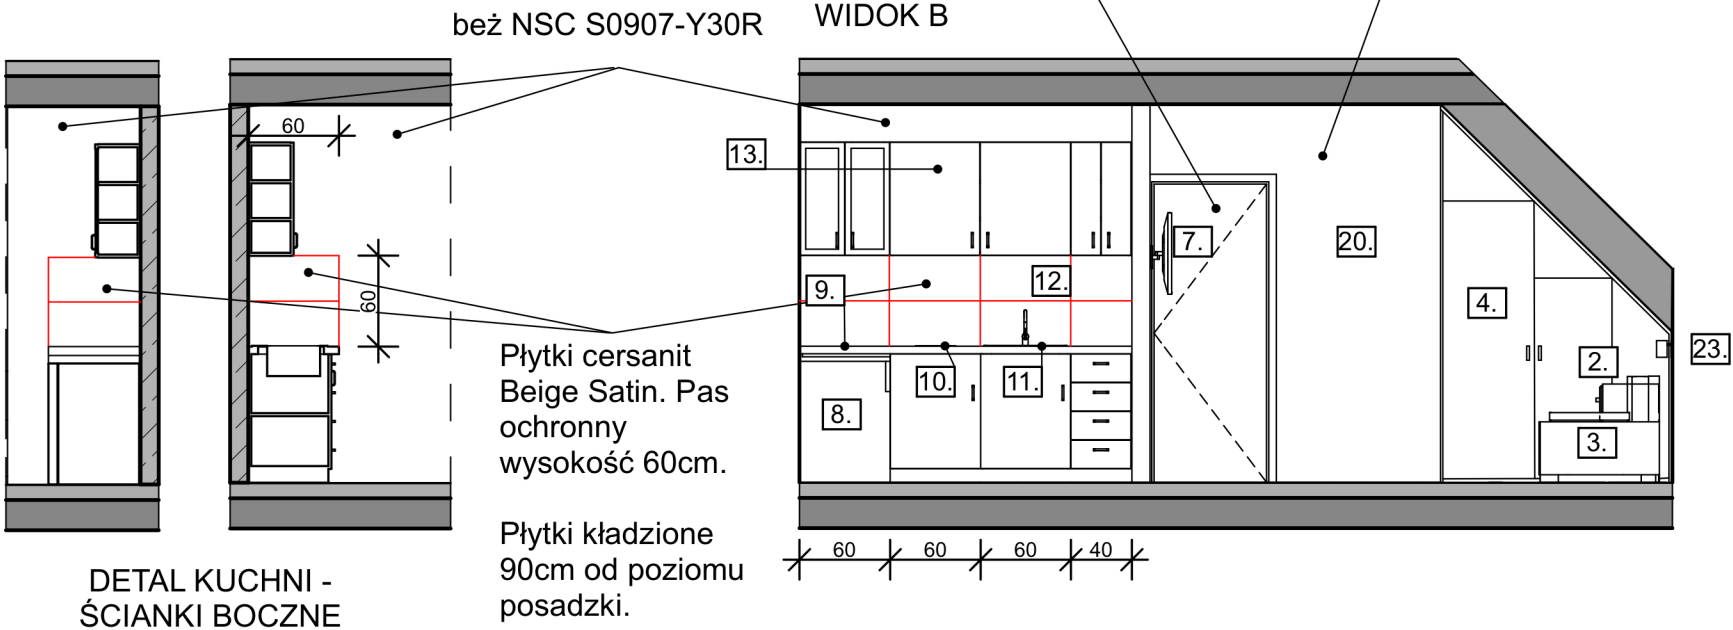 beż NSC S0907-Y30R
WIDOK B
60
60
13.
7.
20.
9.
12.
4.
23.
2.
10.
11.
8.
3.
Płytki cersanit
Beige Satin. Pas
ochronny
wysokość 60cm.
Płytki kładzione
90cm od poziomu
posadzki.
60
60
60
40
DETAL KUCHNI -
ŚCIANKI BOCZNE